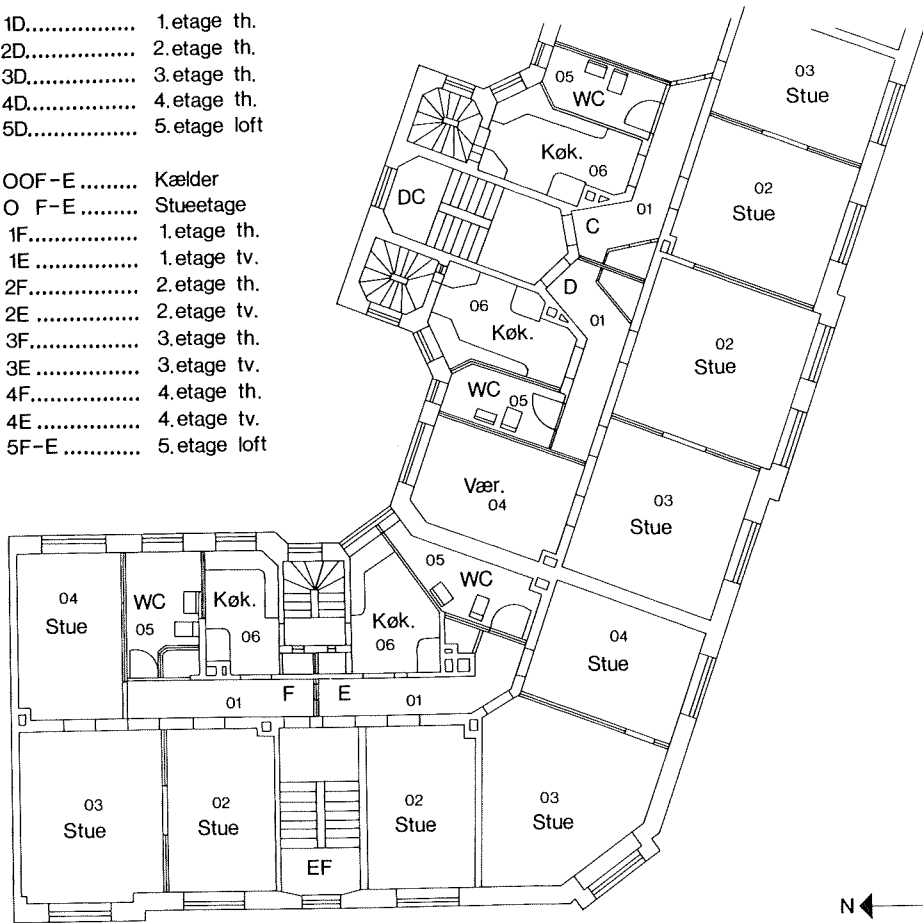 1D................ 1. etage th.
2D................ 2. etage th.
3D................ 3. etage th.
4D................ 4. etage th.
5D................ 5. etage loft
OOF-E ......... Kælder
O F-E ......... Stueetage
1F................ 1. etage th.
1E ............... 1. etage tv.
2F................ 2. etage th.
2E ............... 2. etage tv.
3F................ 3. etage th.
3E ............... 3. etage tv.
4F................ 4. etage th.
4E ............... 4. etage tv.
5F-E ............ 5. etage loft
03
Stue
05
WC
Køk.
06
02
Stue
DC
01
C
D
06
01
Køk.
02
Stue
WC
05
Vær.
04
03
Stue
05
WC
04
Stue
WC
05
Køk.
06
Køk.
06
04
Stue
F
E
01
01
03
Stue
02
Stue
02
Stue
03
Stue
EF
N